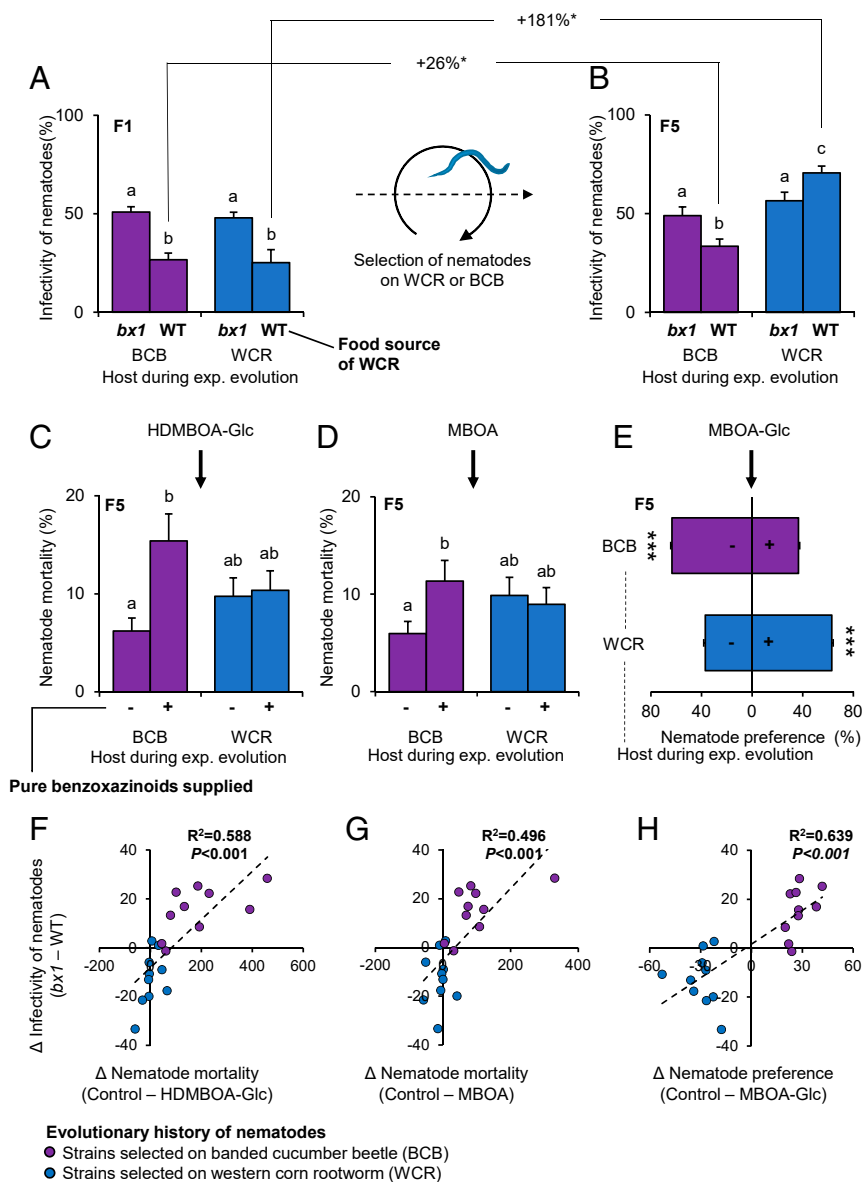 +181%*
+26%*
A
B
Infectivity of nematodes(%)
100
50
0
F1
a
b
a
b
bx1 WT bx1 WT
BCB WCR
Host during exp. evolution
Food source
of WCR
Selection of nematodes
on WCR or BCB
Infectivity of nematodes(%)
100
50
0
F5
a
b
a
c
bx1 WT bx1 WT
BCB WCR
Host during exp. evolution
C
HDMBOA-Glc
Nematode mortality (%)
20
10
0
F5
a
b
ab
ab
- + - +
BCB WCR
Host during exp. evolution
Pure benzoxazinoids supplied
D
MBOA
Nematode mortality (%)
20
10
0
F5
a
b
ab
ab
- + - +
BCB WCR
Host during exp. evolution
E
MBOA-Glc
F5
BCB
***
- +
WCR
- +
***
80 40 0 40 80
Nematode preference (%)
Host during exp. evolution
F
R2=0.588
P<0.001
Δ Infectivity of nematodes
(bx1 – WT)
40
20
0
-20
-40
-200 0 200 400 600
Δ Nematode mortality
(Control – HDMBOA-Glc)
G
R2=0.496
P<0.001
40
20
0
-20
-40
-200 0 200 400
Δ Nematode mortality
(Control – MBOA)
H
R2=0.639
P<0.001
40
20
0
-20
-40
-60 -30 0 30 60
Δ Nematode preference
(Control – MBOA-Glc)
Evolutionary history of nematodes
Strains selected on banded cucumber beetle (BCB)
Strains selected on western corn rootworm (WCR)